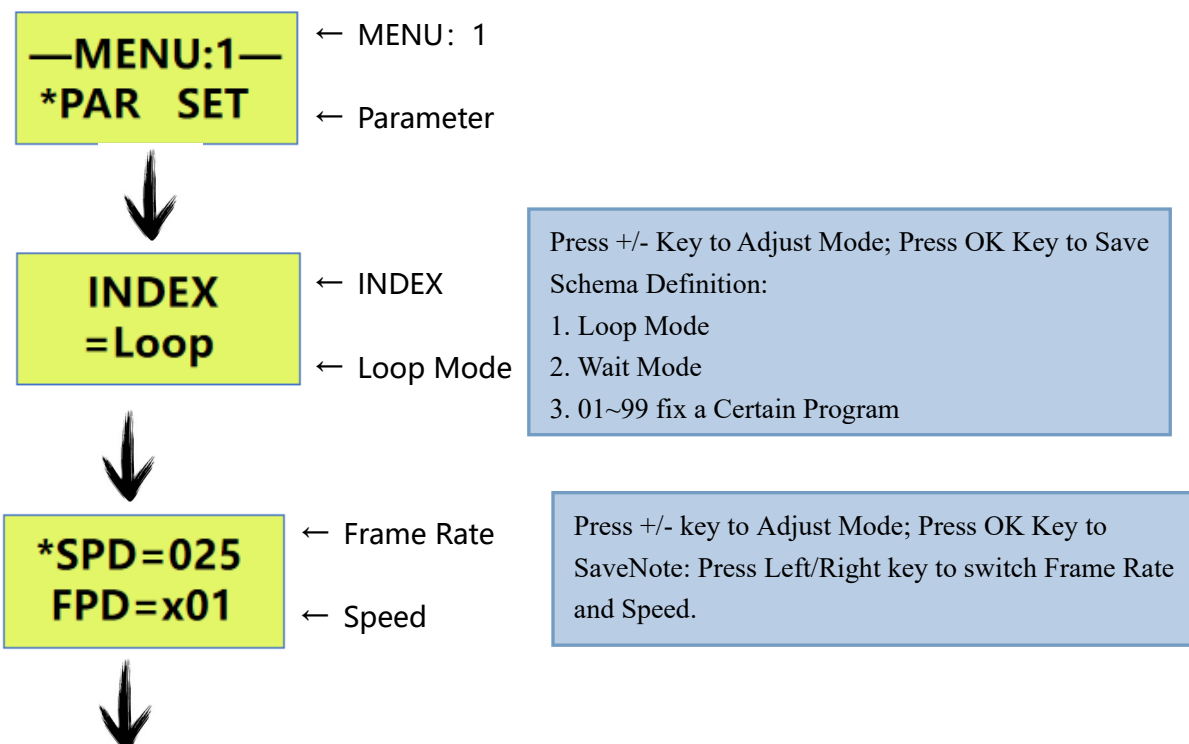 —MENU:1—
*PAR SET
← MENU：1
← Parameter
INDEX
=Loop
← INDEX
← Loop Mode
Press +/- Key to Adjust Mode; Press OK Key to Save
Schema Definition:
1. Loop Mode
2. Wait Mode
3. 01~99 fix a Certain Program
*SPD=025
FPD=x01
← Frame Rate
← Speed
Press +/- key to Adjust Mode; Press OK Key to
SaveNote: Press Left/Right key to switch Frame Rate
and Speed.